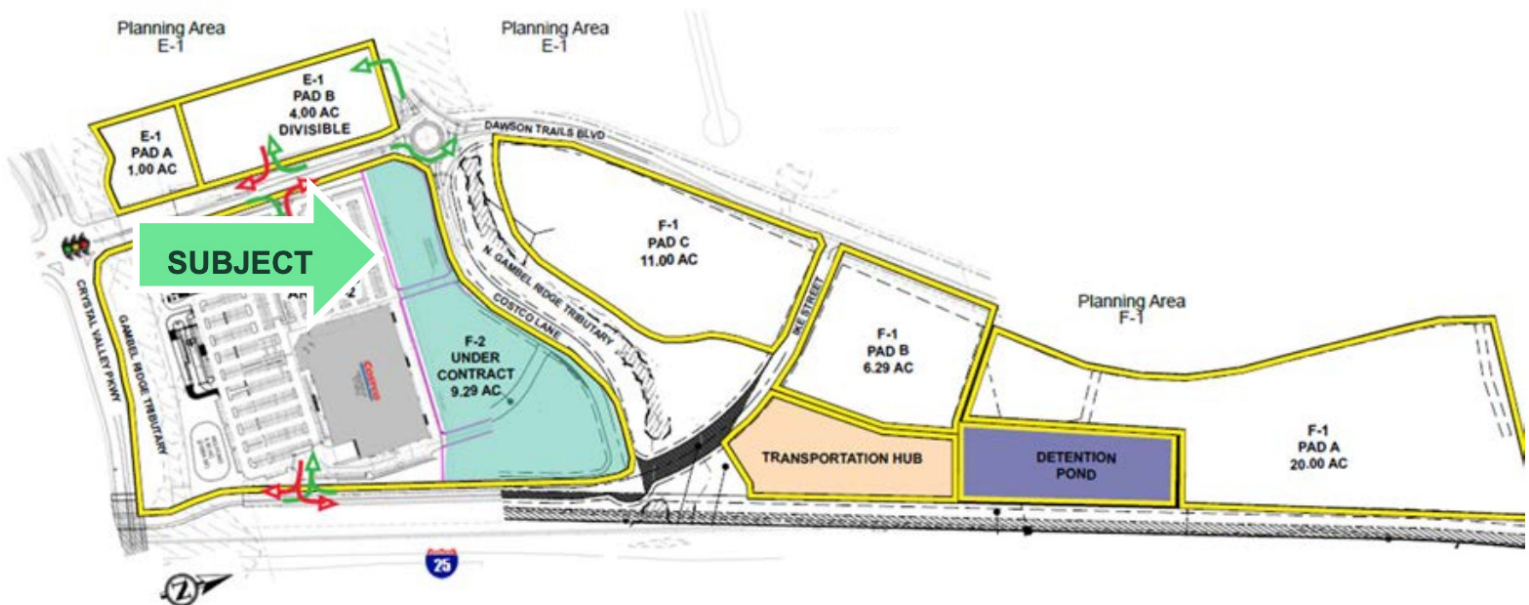 Planning Area
E-1
Planning Area
E-1
E-1
PAD B
4.00 AC
DIVISIBLE
E-1
PAD A
1.00 AC
DAWSON TRAILS BLVD
SUBJECT
F-1
PAD C
11.00 AC
N. GAMBEL RIDGE TRIBUTARY
COSTCO LANE
IKE STREET
Planning Area
F-1
CRYSTAL VALLEY PKWY
GAMBEL RIDGE TRIBUTARY
Costco
F-2
UNDER
CONTRACT
9.29 AC
F-1
PAD B
6.29 AC
F-1
PAD A
20.00 AC
TRANSPORTATION HUB
DETENTION
POND
25
Z